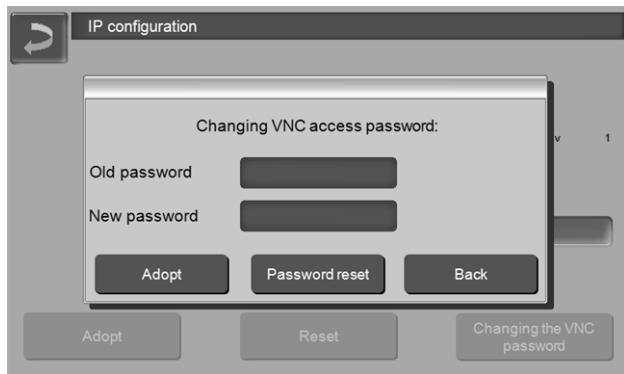 IP configuration
Changing VNC access password:
v 1
Old password
New password
Adopt Password reset Back
Adopt Reset Changing the VNC
password